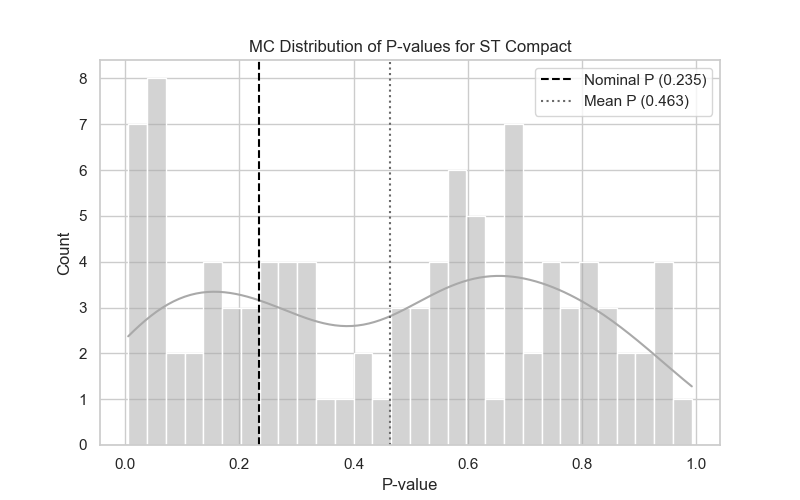 MC Distribution of P-values for ST Compact
Nominal P (0.235)
Mean P (0.463)
Count
8
7
6
5
4
3
2
1
0
0.0 0.2 0.4 0.6 0.8 1.0
P-value